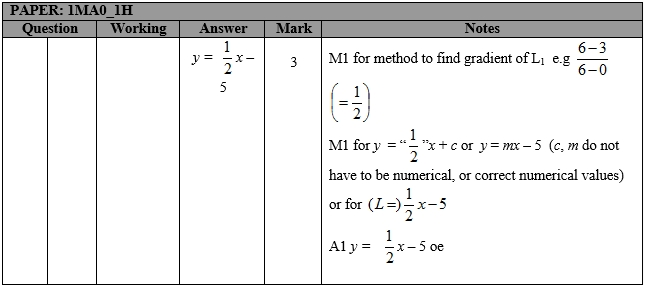 PAPER: 1MA0_1H
Question Working Answer Mark Notes
y = 1/2 x – 5
3
M1 for method to find gradient of L₁ e.g (6–3)/(6–0)
(= 1/2)
M1 for y = “1/2”x + c or y = mx – 5 (c, m do not
have to be numerical, or correct numerical values)
or for (L =) 1/2 x – 5
A1 y = 1/2 x – 5 oe